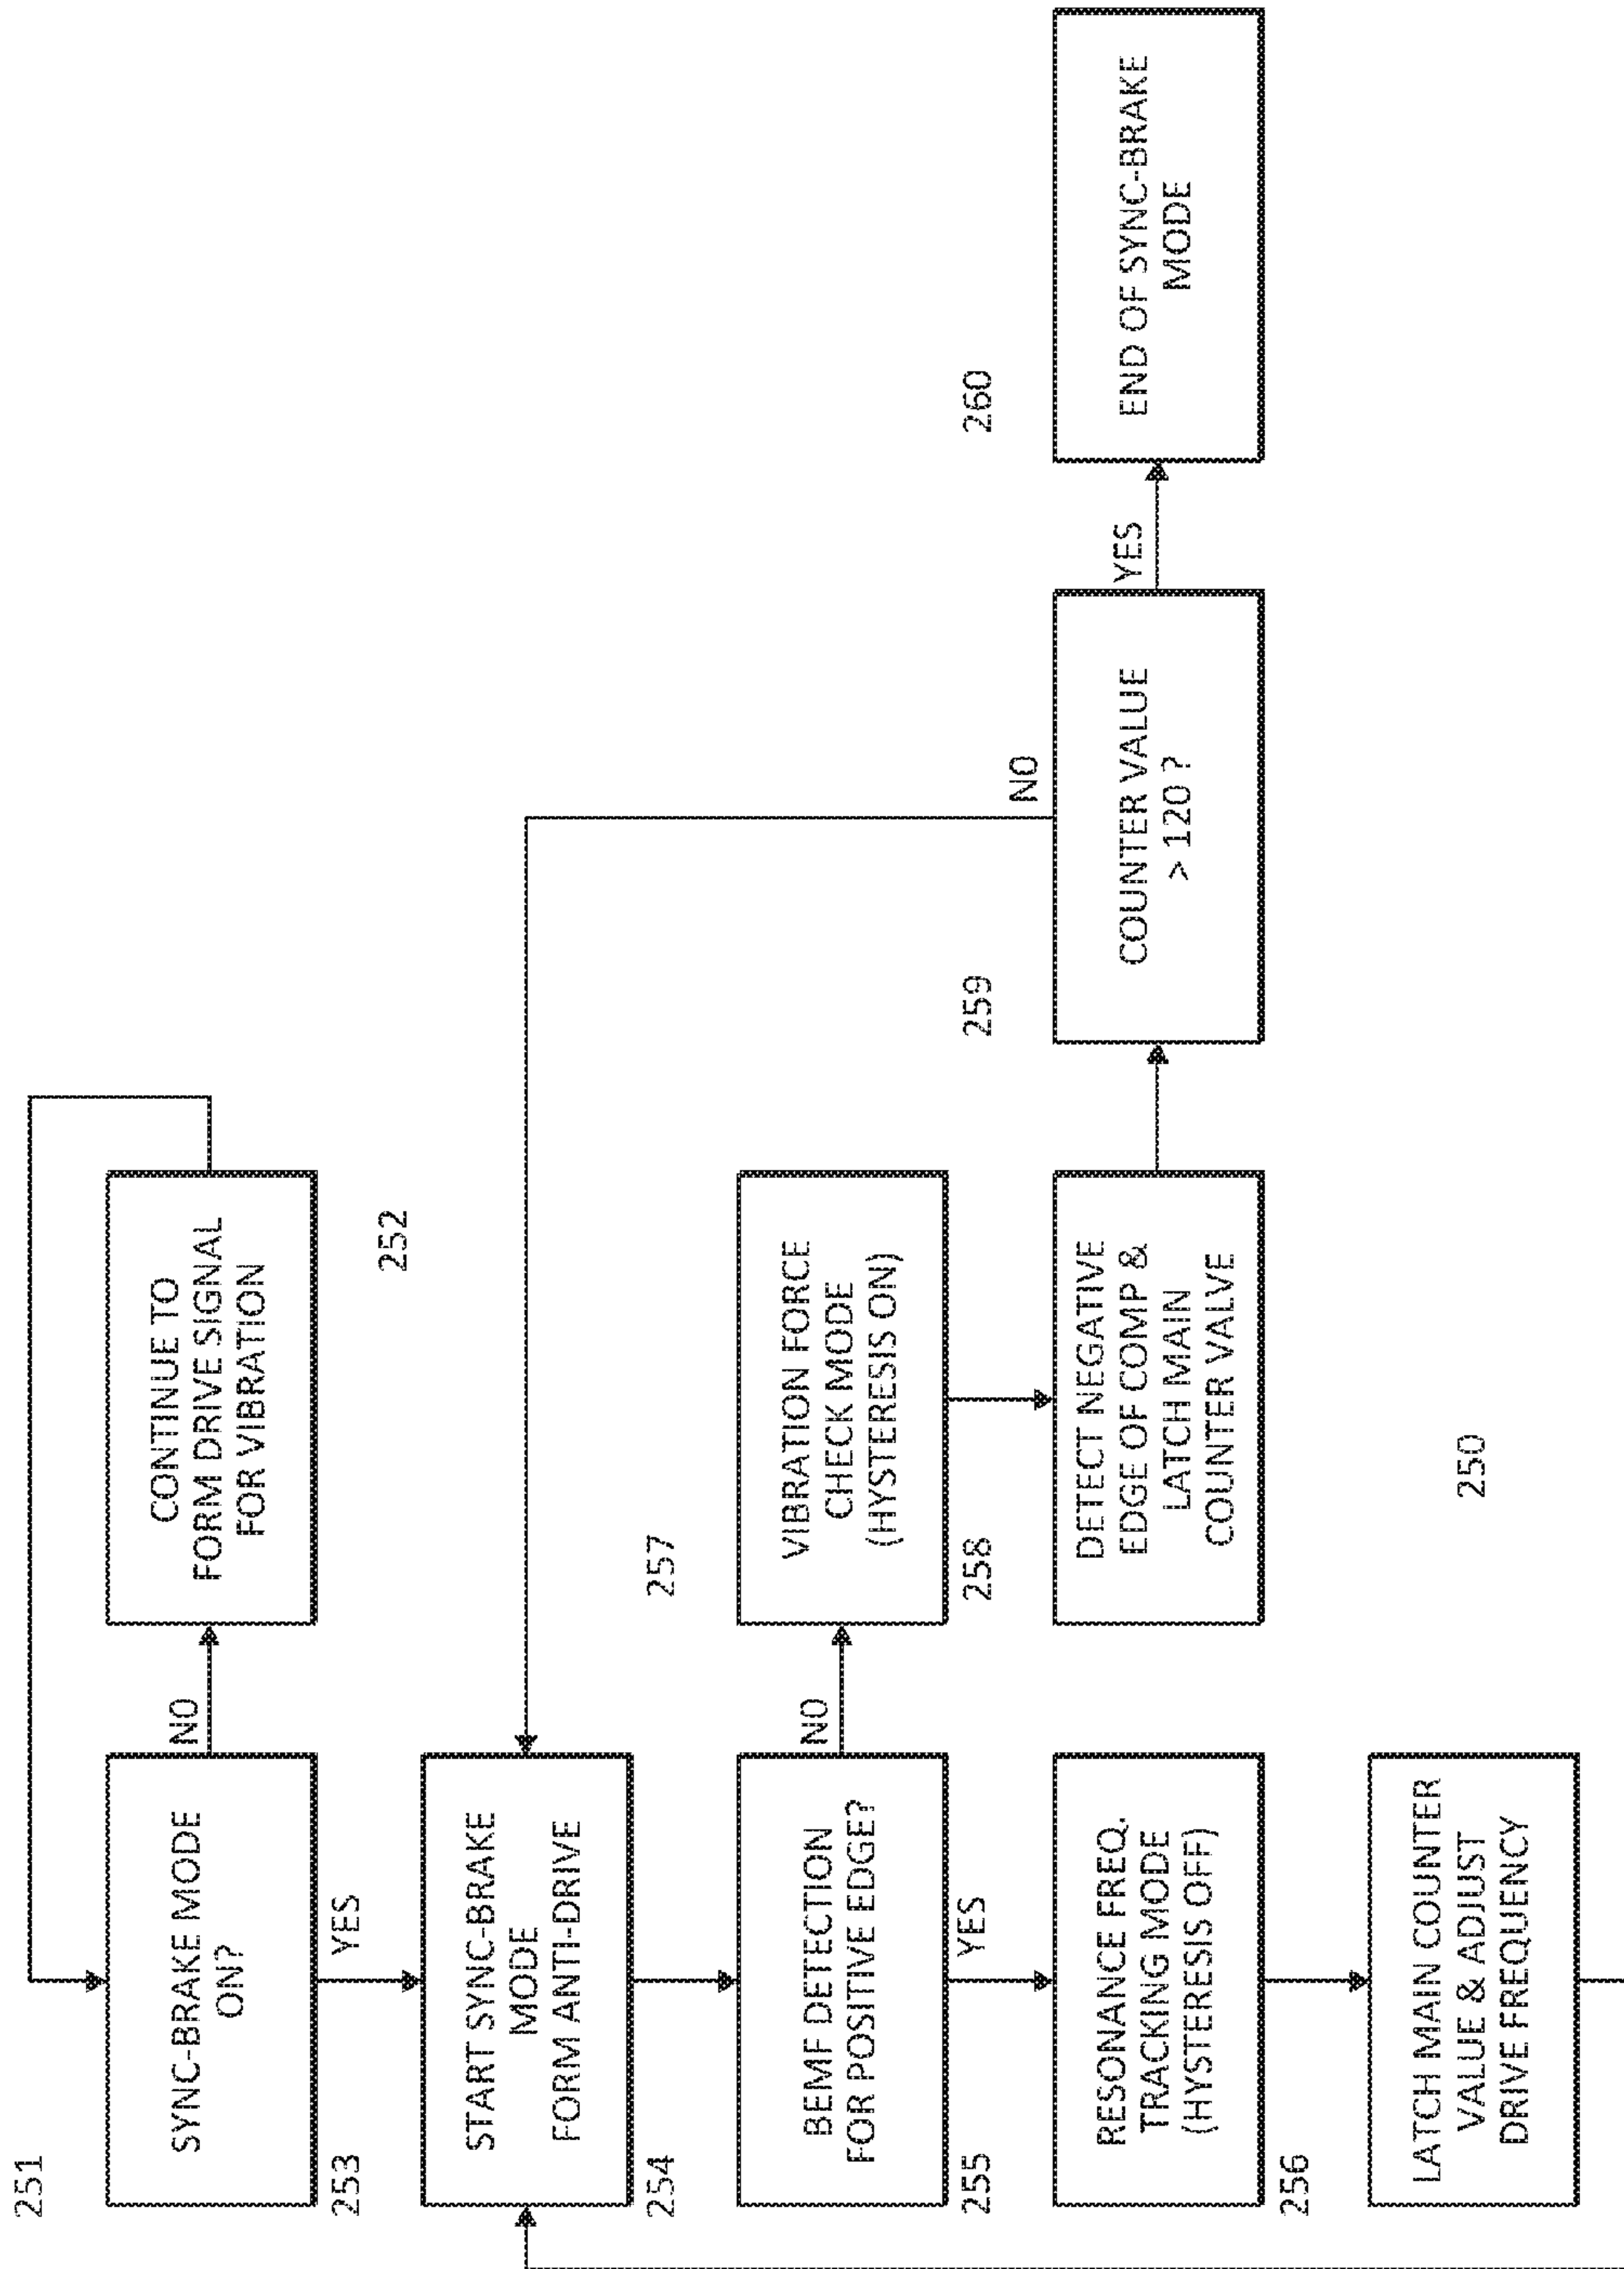 251
SYNC-BRAKE MODE
ON?
NO
CONTINUE TO
FORM DRIVE SIGNAL
FOR VIBRATION
252
YES
253
START SYNC-BRAKE
MODE
FORM ANTI-DRIVE
254
BEMF DETECTION
FOR POSITIVE EDGE?
NO
257
VIBRATION FORCE
CHECK MODE
(HYSTERESIS ON)
YES
255
RESONANCE FREQ.
TRACKING MODE
(HYSTERESIS OFF)
258
DETECT NEGATIVE
EDGE OF COMP &
LATCH MAIN
COUNTER VALVE
259
COUNTER VALUE
> 120 ?
NO
YES
260
END OF SYNC-BRAKE
MODE
256
LATCH MAIN COUNTER
VALUE & ADJUST
DRIVE FREQUENCY
250